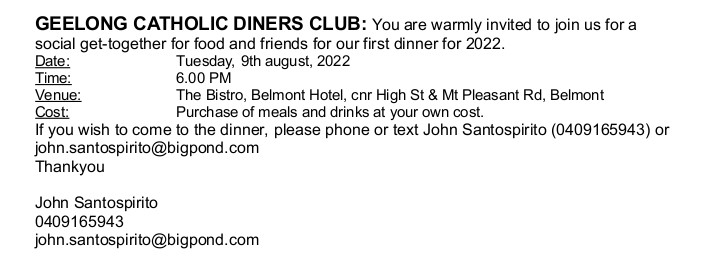 GEELONG CATHOLIC DINERS CLUB: You are warmly invited to join us for a
social get-together for food and friends for our first dinner for 2022.
Date: Tuesday, 9th august, 2022
Time: 6.00 PM
Venue: The Bistro, Belmont Hotel, cnr High St & Mt Pleasant Rd, Belmont
Cost: Purchase of meals and drinks at your own cost.
If you wish to come to the dinner, please phone or text John Santospirito (0409165943) or
john.santospirito@bigpond.com
Thankyou
John Santospirito
0409165943
john.santospirito@bigpond.com